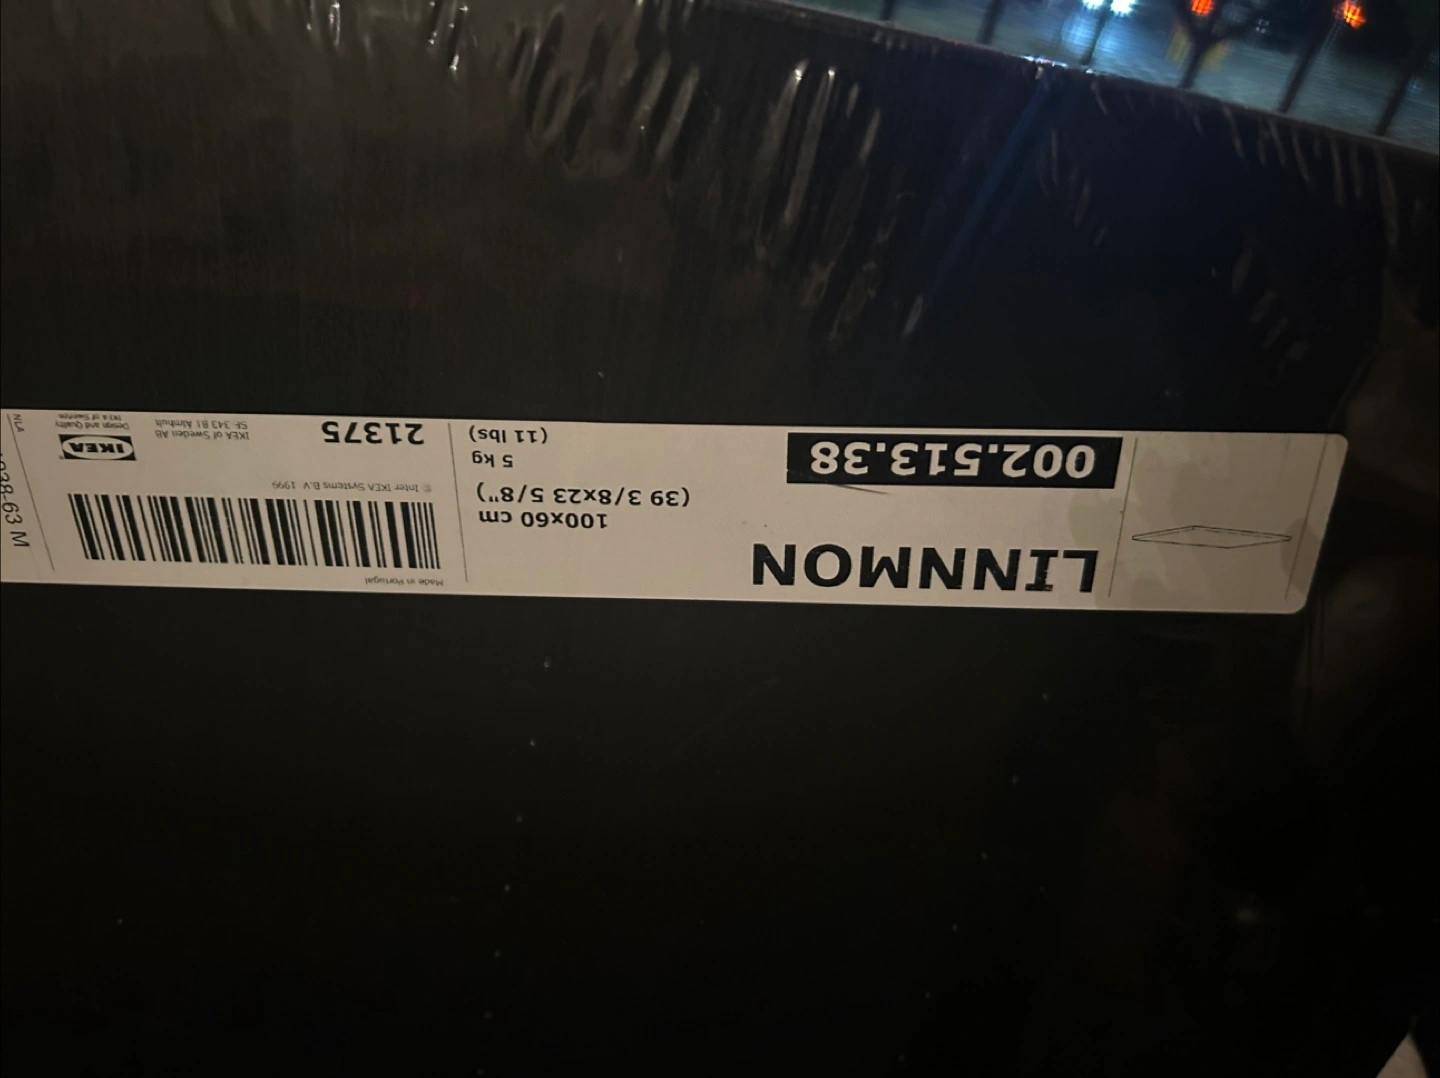 LINNMON
002.513.38
100x60 cm
(39 3/8x23 5/8")
5 kg
(11 lbs)
Made in Portugal
© Inter IKEA Systems B.V. 1999
21375
IKEA of Sweden AB
SE-343 81 Älmhult
IKEA®
Design and Quality
IKEA of Sweden
38-63 M
NLA